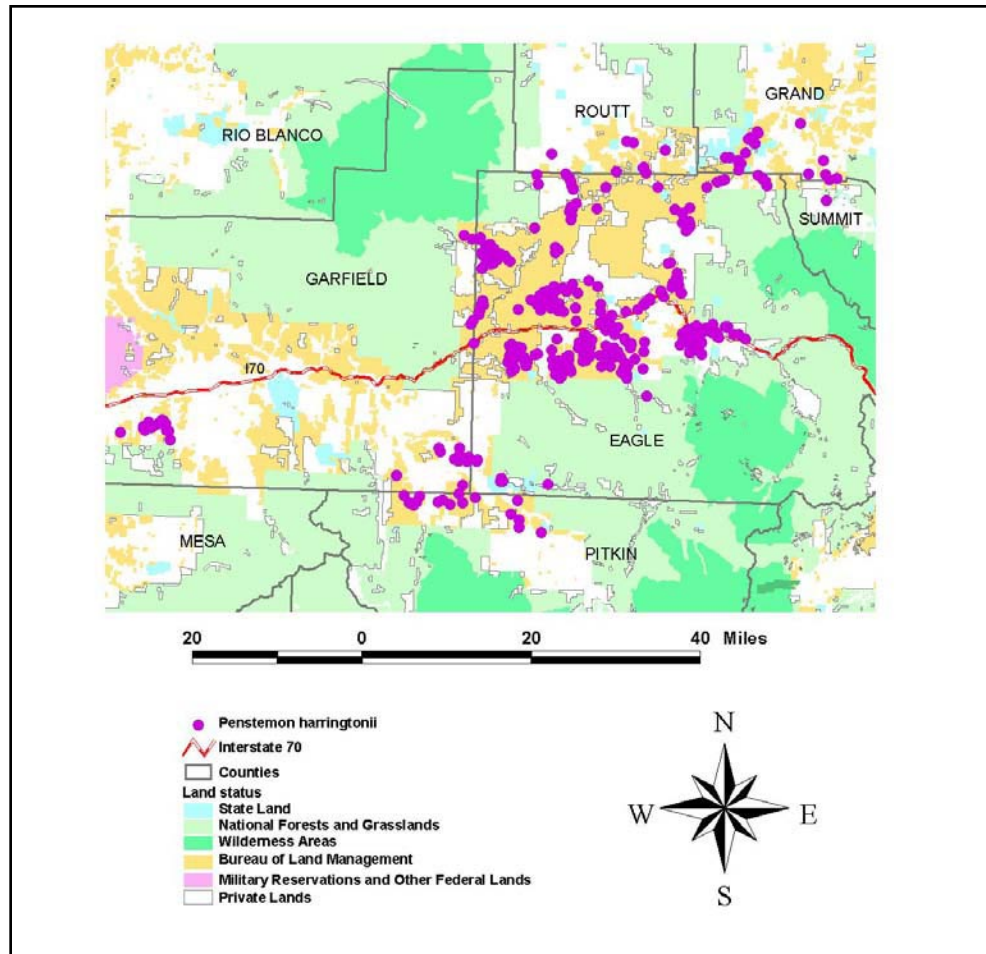 GRAND
ROUTT
RIO BLANCO
SUMMIT
GARFIELD
I70
EAGLE
MESA
PITKIN
20 0 20 40 Miles
Penstemon harringtonii
Interstate 70
Counties
Land status
State Land
National Forests and Grasslands
Wilderness Areas
Bureau of Land Management
Military Reservations and Other Federal Lands
Private Lands
N
W E
S